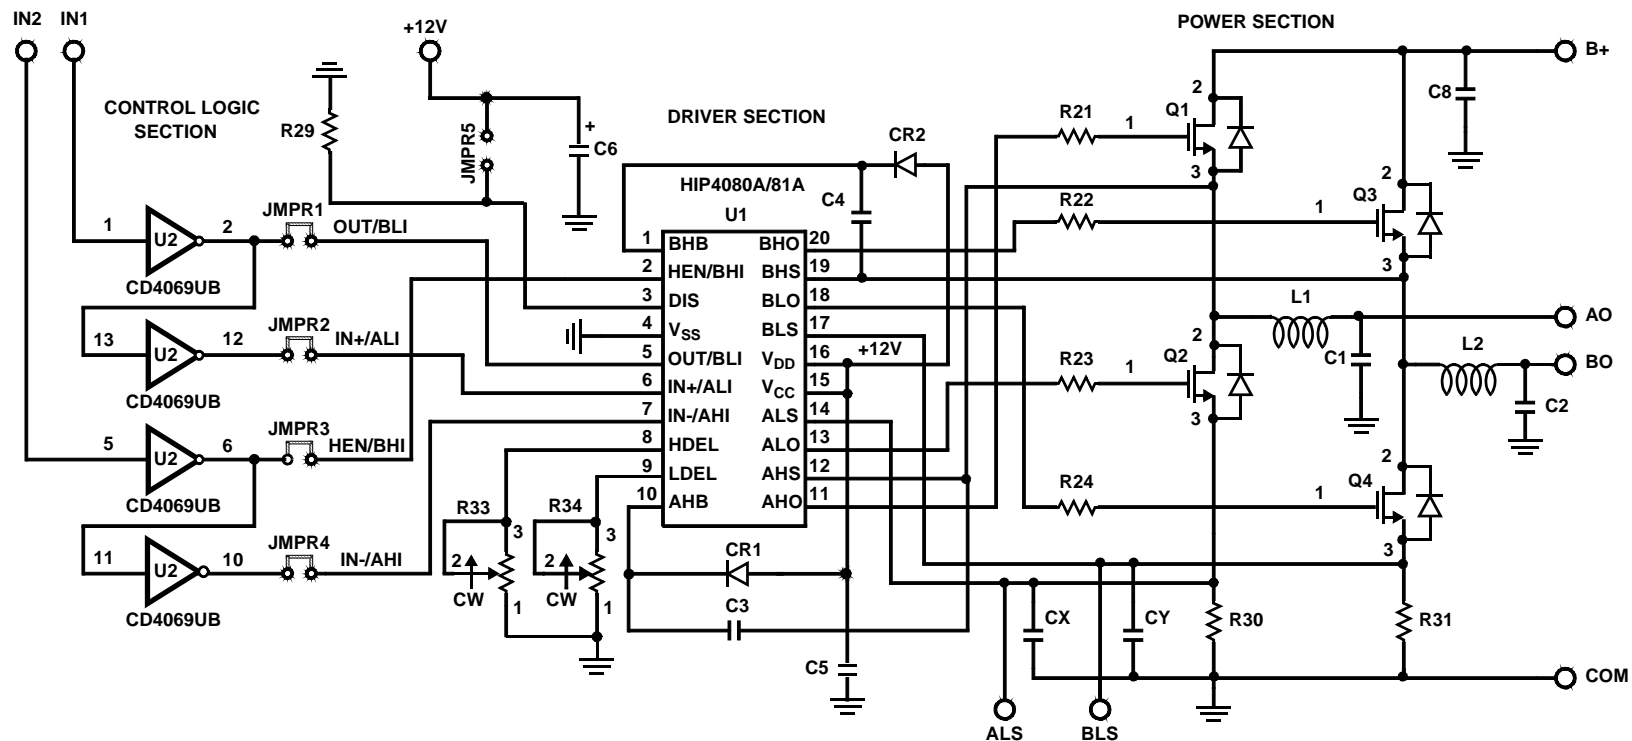 IN2 IN1
+12V
POWER SECTION
B+
CONTROL LOGIC
SECTION
R29
JMPR5
+
C6
DRIVER SECTION
CR2
R21
1
Q1
2
3
C8
HIP4080A/81A
U1
C4
R22
1
Q3
2
3
1
U2
2
CD4069UB
JMPR1
OUT/BLI
13
U2
12
CD4069UB
JMPR2
IN+/ALI
5
U2
6
CD4069UB
JMPR3
HEN/BHI
11
U2
10
CD4069UB
JMPR4
IN-/AHI
1 BHB BHO 20
2 HEN/BHI BHS 19
3 DIS BLO 18
4 VSS BLS 17
5 OUT/BLI VDD 16
6 IN+/ALI VCC 15
7 IN-/AHI ALS 14
8 HDEL ALO 13
9 LDEL AHS 12
10 AHB AHO 11
+12V
L1
AO
C1
L2
BO
C2
R23
1
Q2
2
3
R24
1
Q4
2
3
R33
3
2
CW
1
R34
3
2
CW
1
CR1
C3
C5
CX
CY
R30
R31
COM
ALS
BLS